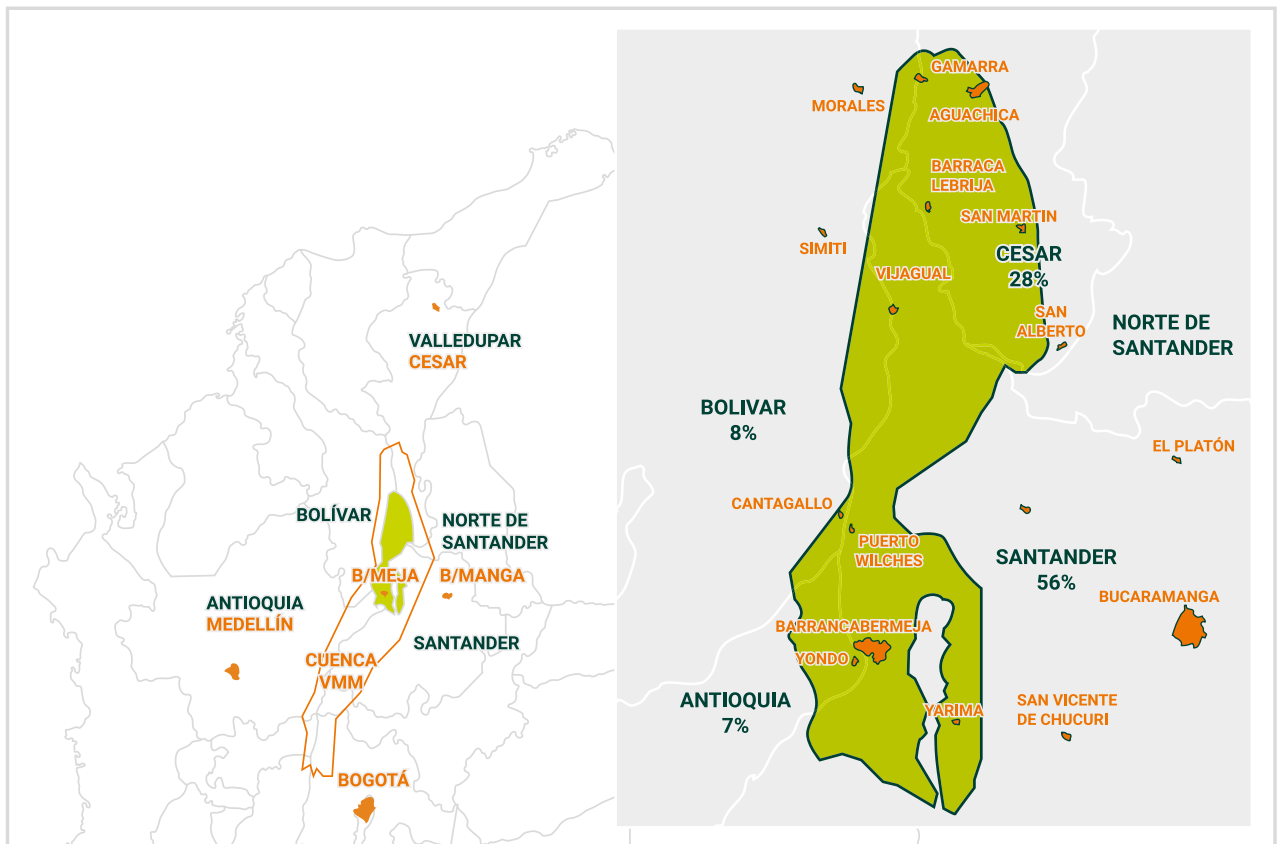 VALLEDUPAR
CESAR
BOLÍVAR
NORTE DE
SANTANDER
B/MEJA
B/MANGA
ANTIOQUIA
MEDELLÍN
SANTANDER
CUENCA
VMM
BOGOTÁ
GAMARRA
MORALES
AGUACHICA
BARRACA
LEBRIJA
SAN MARTIN
SIMITI
CESAR
28%
VIJAGUAL
SAN
ALBERTO
NORTE DE
SANTANDER
BOLIVAR
8%
EL PLATÓN
CANTAGALLO
PUERTO
WILCHES
SANTANDER
56%
BUCARAMANGA
BARRANCABERMEJA
YONDO
ANTIOQUIA
7%
YARIMA
SAN VICENTE
DE CHUCURI